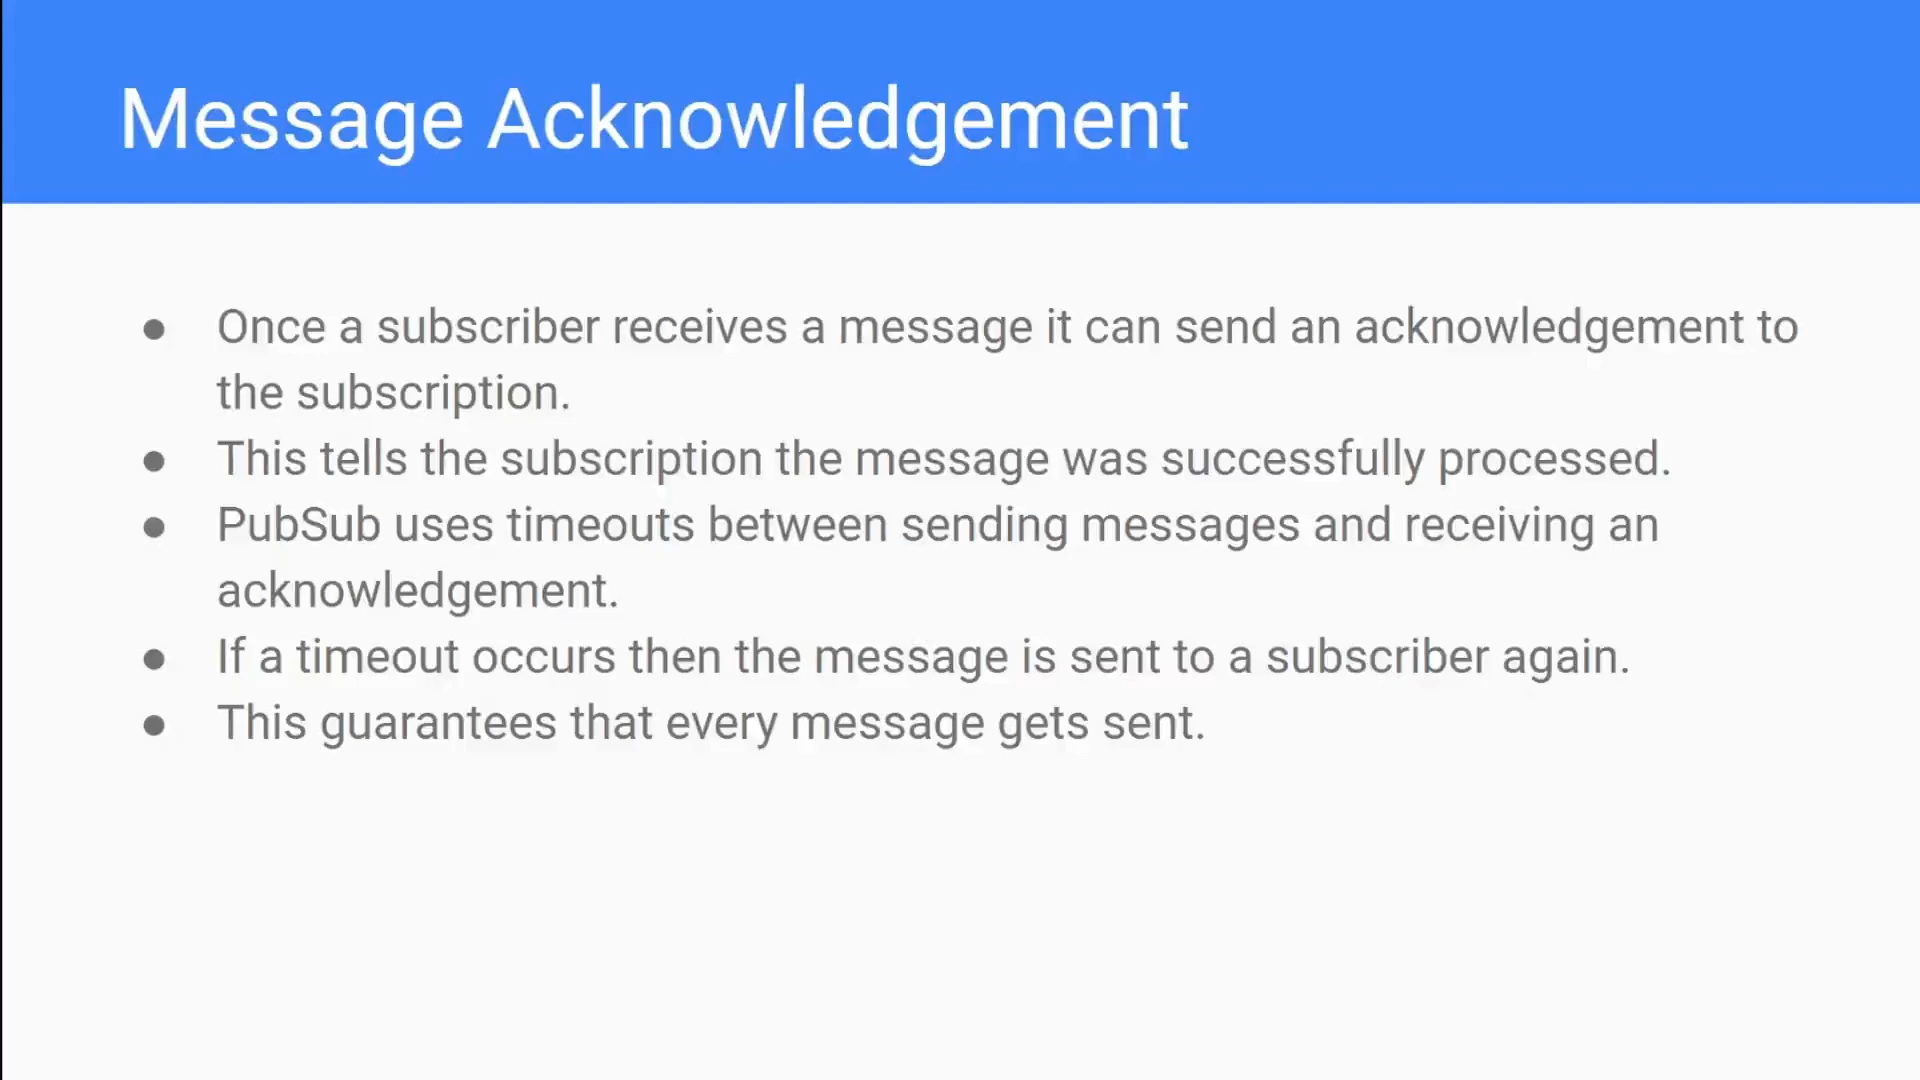 Message Acknowledgement
● Once a subscriber receives a message it can send an acknowledgement to
the subscription.
● This tells the subscription the message was successfully processed.
● PubSub uses timeouts between sending messages and receiving an
acknowledgement.
● If a timeout occurs then the message is sent to a subscriber again.
● This guarantees that every message gets sent.